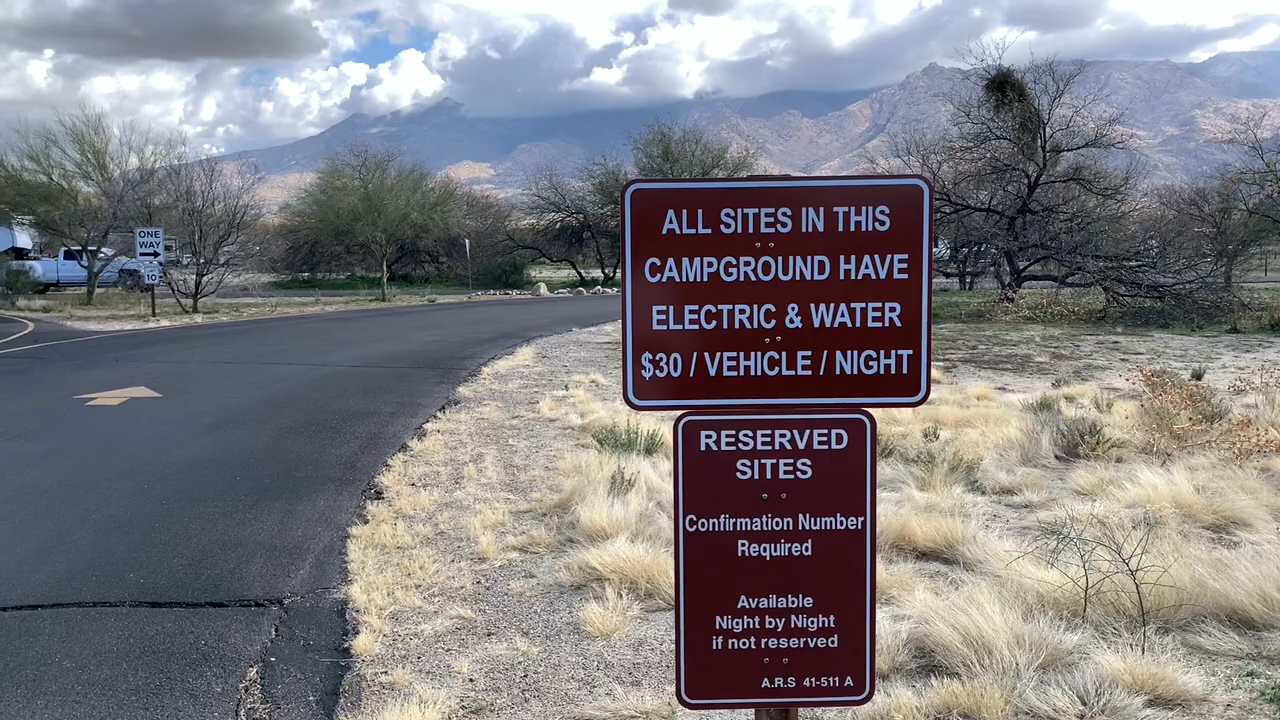 ONE
WAY
10
ALL SITES IN THIS
CAMPGROUND HAVE
ELECTRIC & WATER
$30 / VEHICLE / NIGHT
RESERVED
SITES
Confirmation Number
Required
Available
Night by Night
if not reserved
A.R.S 41-511 A